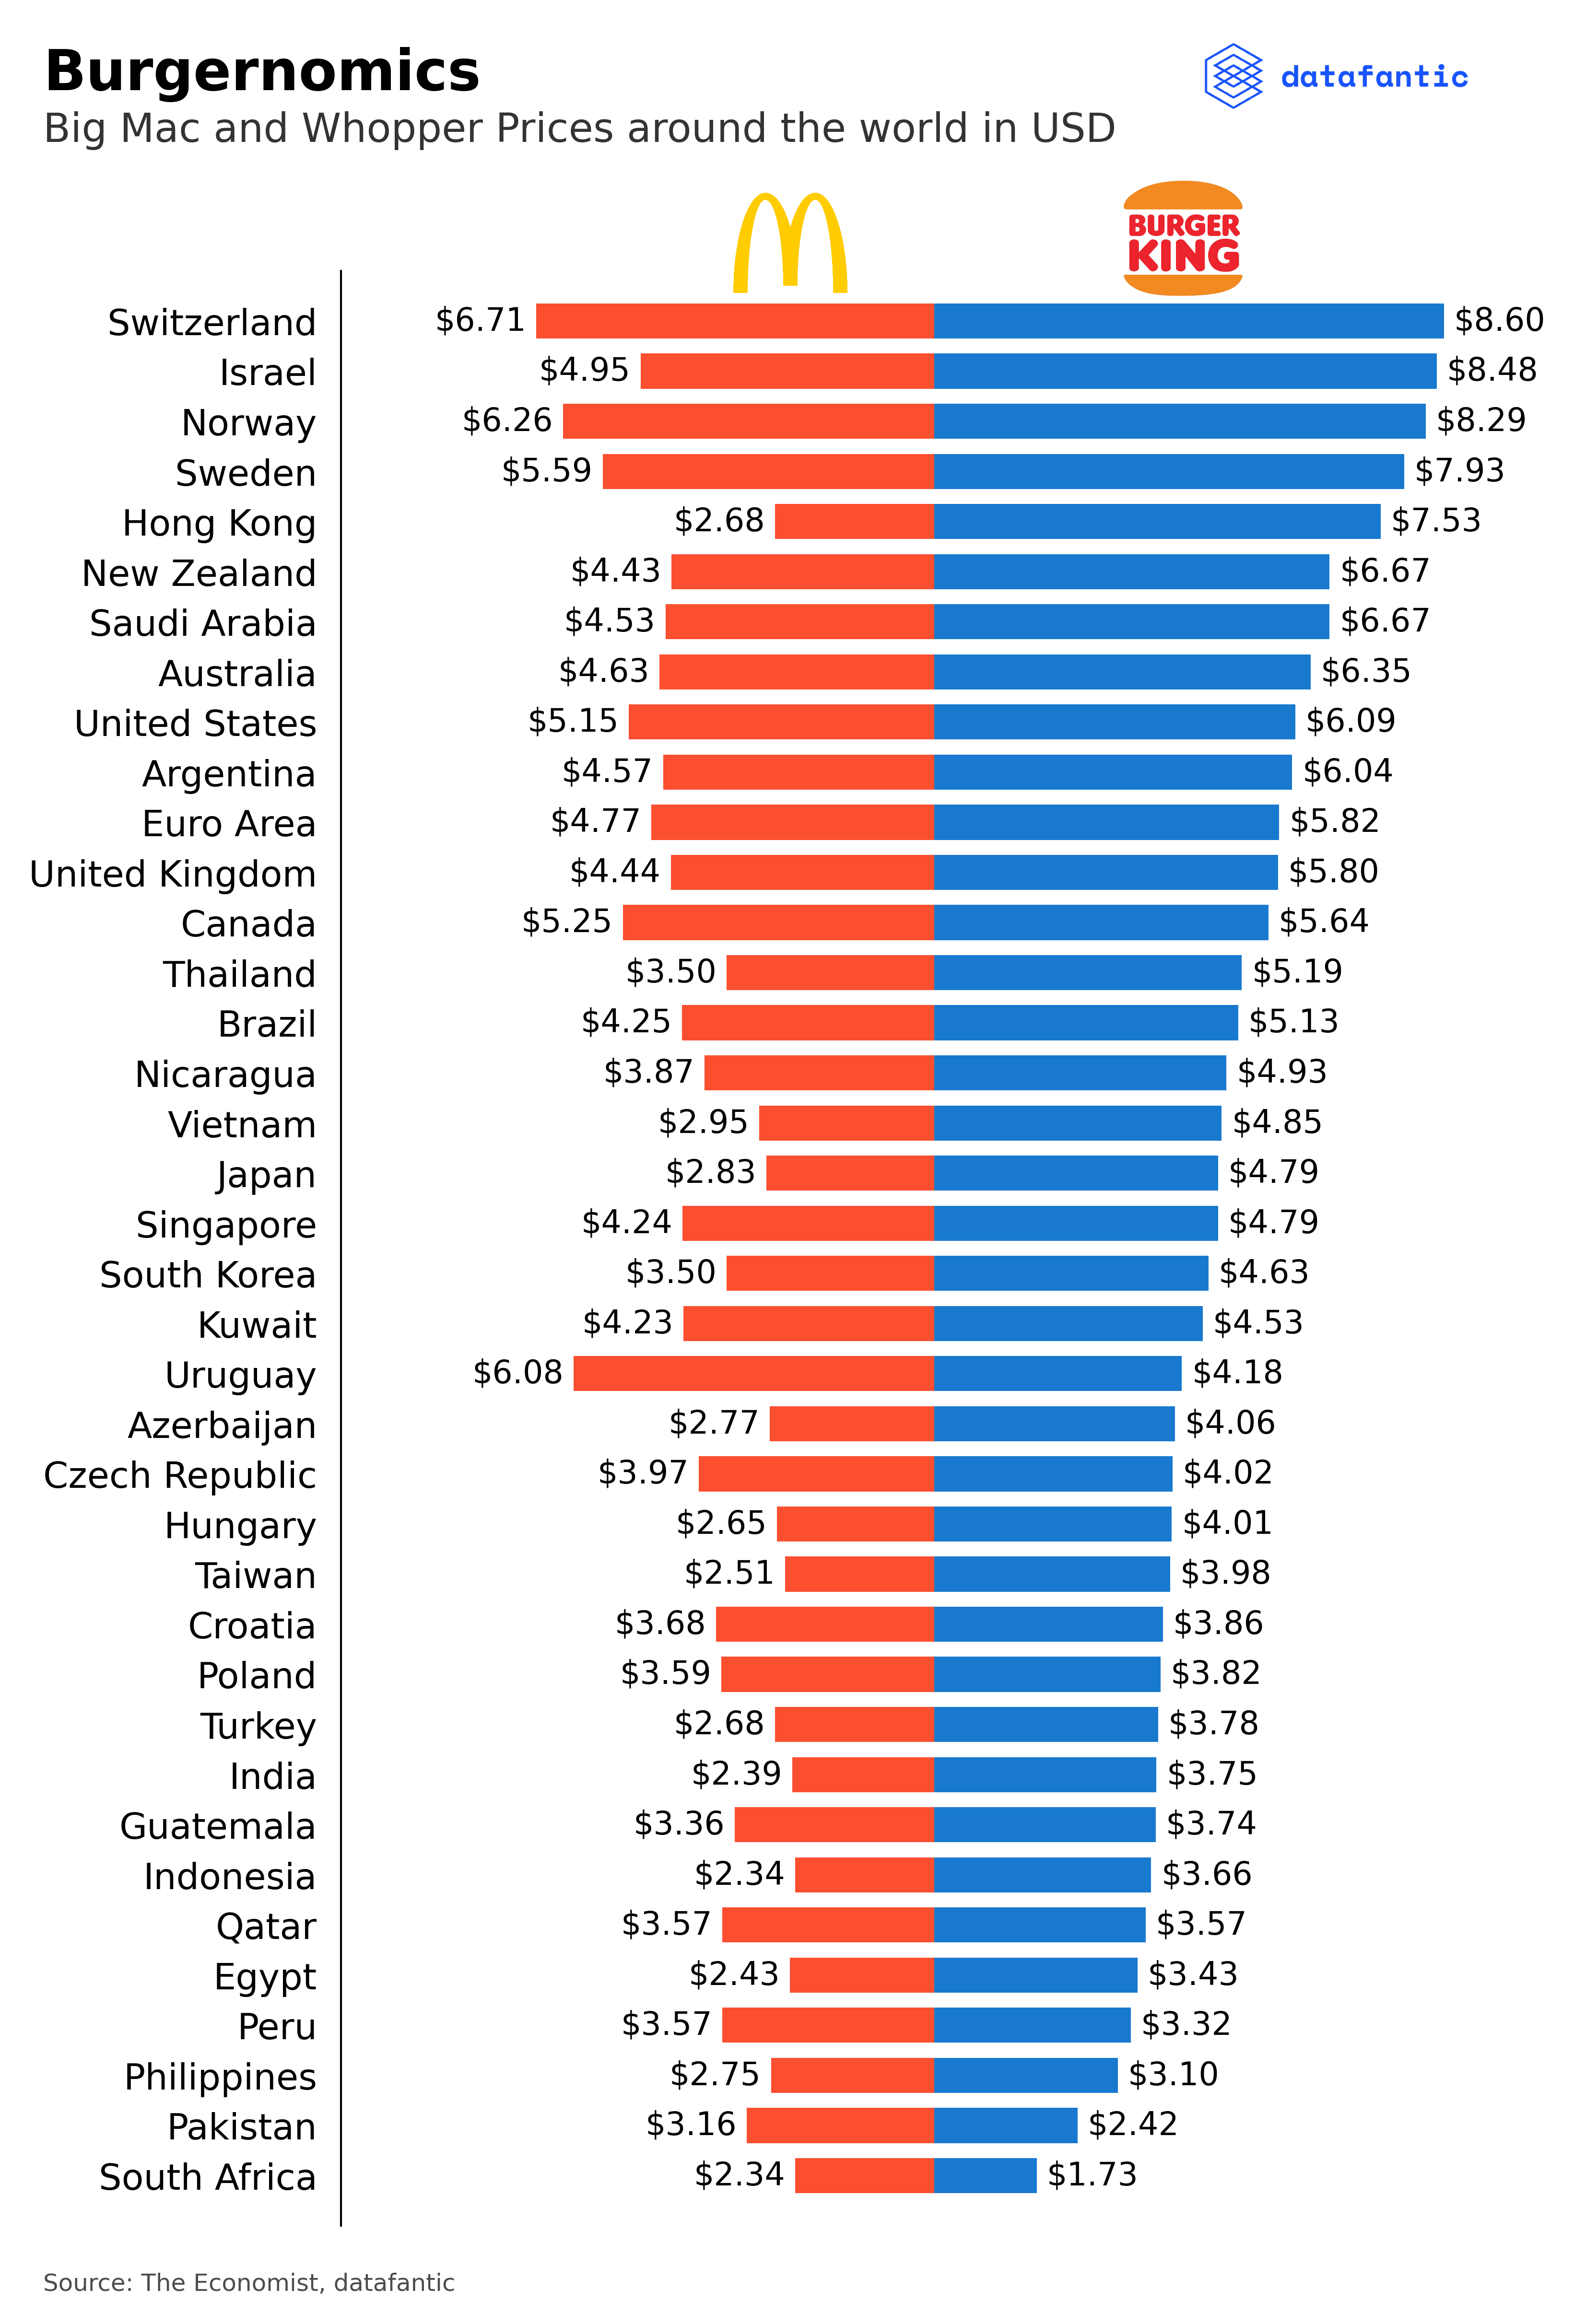 Burgernomics
datafantic
Big Mac and Whopper Prices around the world in USD
BURGER
KING
Switzerland $6.71 $8.60
Israel $4.95 $8.48
Norway $6.26 $8.29
Sweden $5.59 $7.93
Hong Kong $2.68 $7.53
New Zealand $4.43 $6.67
Saudi Arabia $4.53 $6.67
Australia $4.63 $6.35
United States $5.15 $6.09
Argentina $4.57 $6.04
Euro Area $4.77 $5.82
United Kingdom $4.44 $5.80
Canada $5.25 $5.64
Thailand $3.50 $5.19
Brazil $4.25 $5.13
Nicaragua $3.87 $4.93
Vietnam $2.95 $4.85
Japan $2.83 $4.79
Singapore $4.24 $4.79
South Korea $3.50 $4.63
Kuwait $4.23 $4.53
Uruguay $6.08 $4.18
Azerbaijan $2.77 $4.06
Czech Republic $3.97 $4.02
Hungary $2.65 $4.01
Taiwan $2.51 $3.98
Croatia $3.68 $3.86
Poland $3.59 $3.82
Turkey $2.68 $3.78
India $2.39 $3.75
Guatemala $3.36 $3.74
Indonesia $2.34 $3.66
Qatar $3.57 $3.57
Egypt $2.43 $3.43
Peru $3.57 $3.32
Philippines $2.75 $3.10
Pakistan $3.16 $2.42
South Africa $2.34 $1.73
Source: The Economist, datafantic